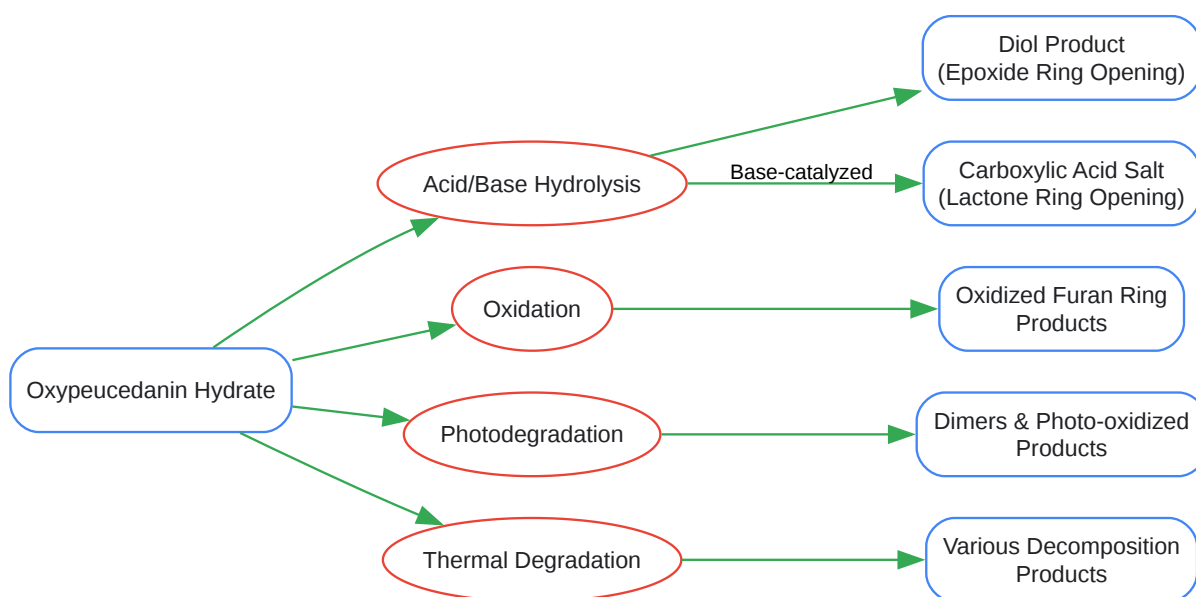 Diol Product
(Epoxide Ring Opening)
Acid/Base Hydrolysis
Base-catalyzed
Carboxylic Acid Salt
(Lactone Ring Opening)
Oxidation
Oxidized Furan Ring
Products
Oxypeucedanin Hydrate
Photodegradation
Dimers & Photo-oxidized
Products
Thermal Degradation
Various Decomposition
Products